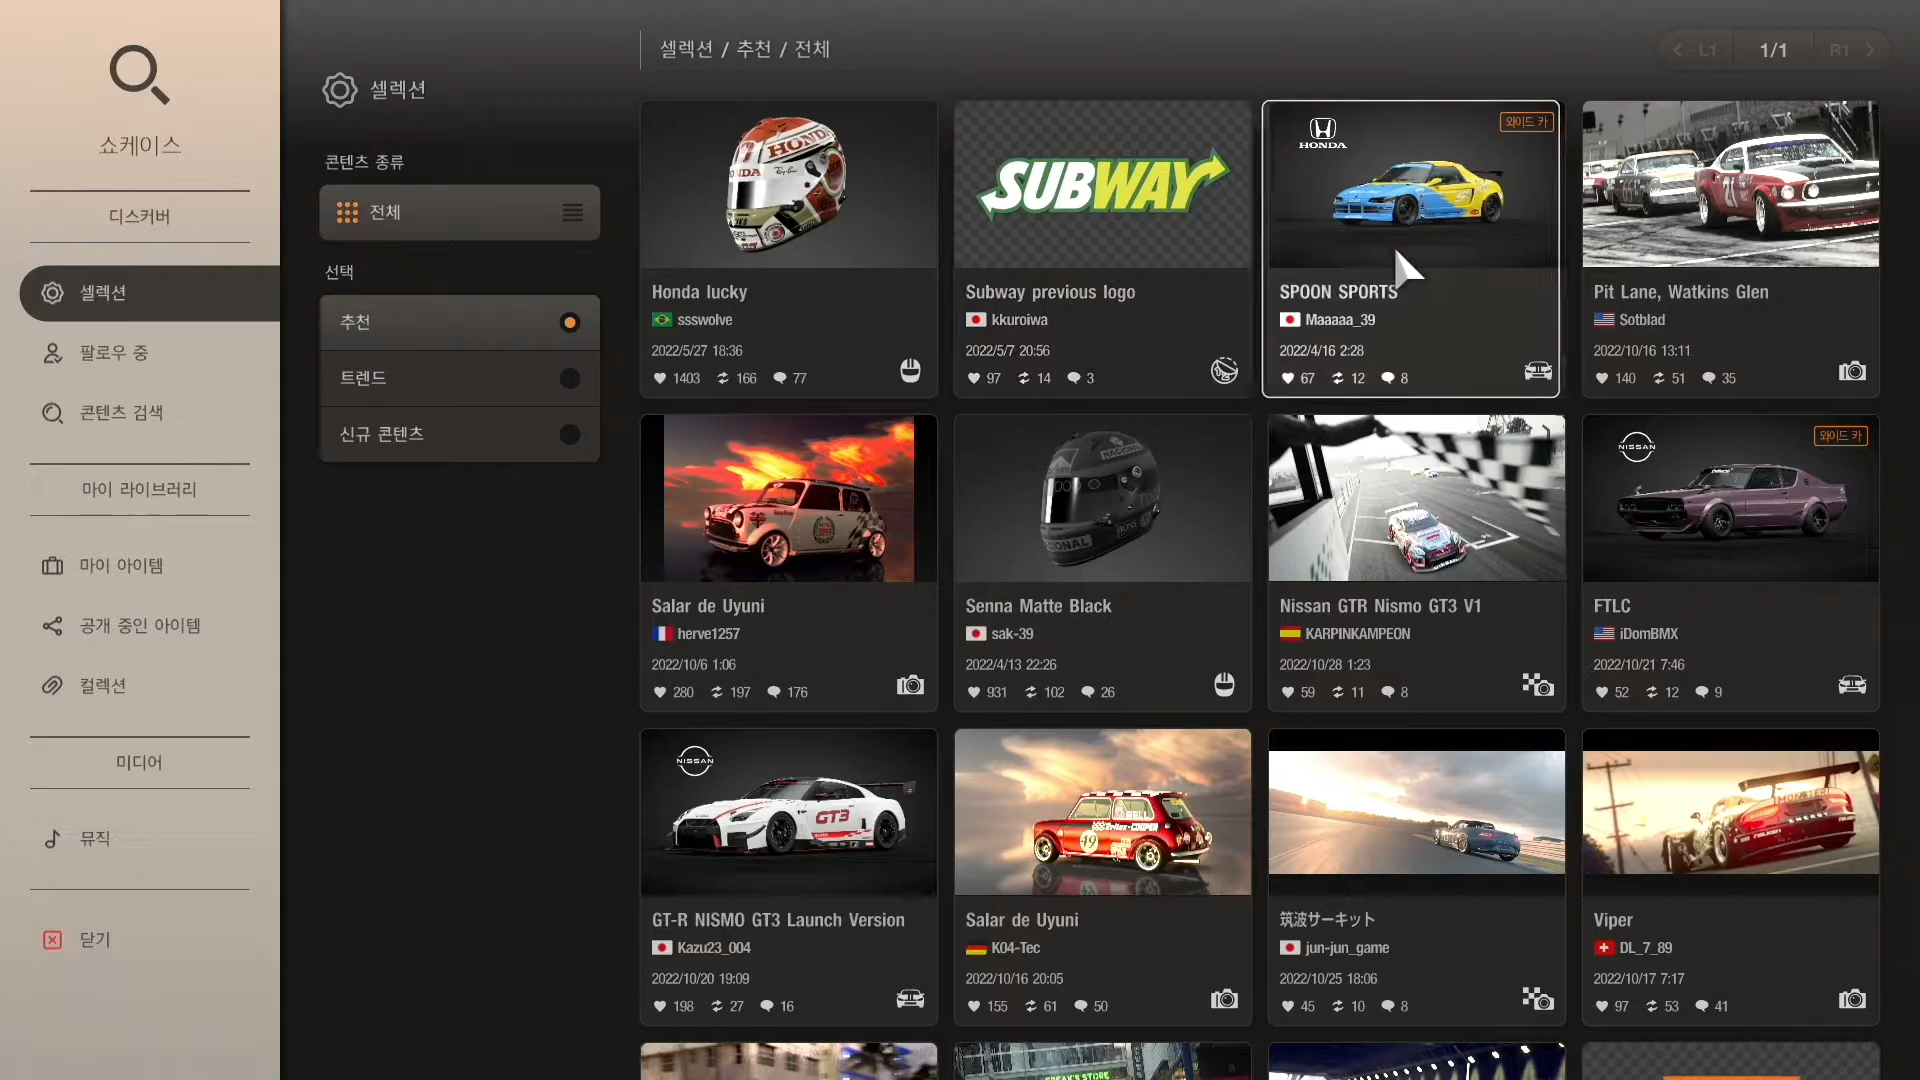 쇼케이스
디스커버
셀렉션
팔로우 중
콘텐츠 검색
마이 라이브러리
마이 아이템
공개 중인 아이템
컬렉션
미디어
뮤직
닫기
셀렉션
콘텐츠 종류
전체
선택
추천
트렌드
신규 콘텐츠
셀렉션 / 추천 / 전체
L1 1/1 R1
HONDA
Honda lucky
ssswolve
2022/5/27 18:36
1403 166 77
SUBWAY
Subway previous logo
kkuroiwa
2022/5/7 20:56
97 14 3
HONDA
와이드 카
SPOON SPORTS
Maaaaa_39
2022/4/16 2:28
67 12 8
21
Pit Lane, Watkins Glen
Sotblad
2022/10/16 13:11
140 51 35
Salar de Uyuni
herve1257
2022/10/6 1:06
280 197 176
NACIONAL
Senna Matte Black
sak-39
2022/4/13 22:26
931 102 26
Nissan GTR Nismo GT3 V1
KARPINKAMPEON
2022/10/28 1:23
59 11 8
NISSAN
와이드 카
FTLC
iDomBMX
2022/10/21 7:46
52 12 9
NISSAN
GT3
GT-R NISMO GT3 Launch Version
Kazu23_004
2022/10/20 19:09
198 27 16
19
Salar de Uyuni
K04-Tec
2022/10/16 20:05
155 61 50
筑波サーキット
jun-jun_game
2022/10/25 18:06
45 10 8
MONSTER
Viper
DL_7_89
2022/10/17 7:17
97 53 41